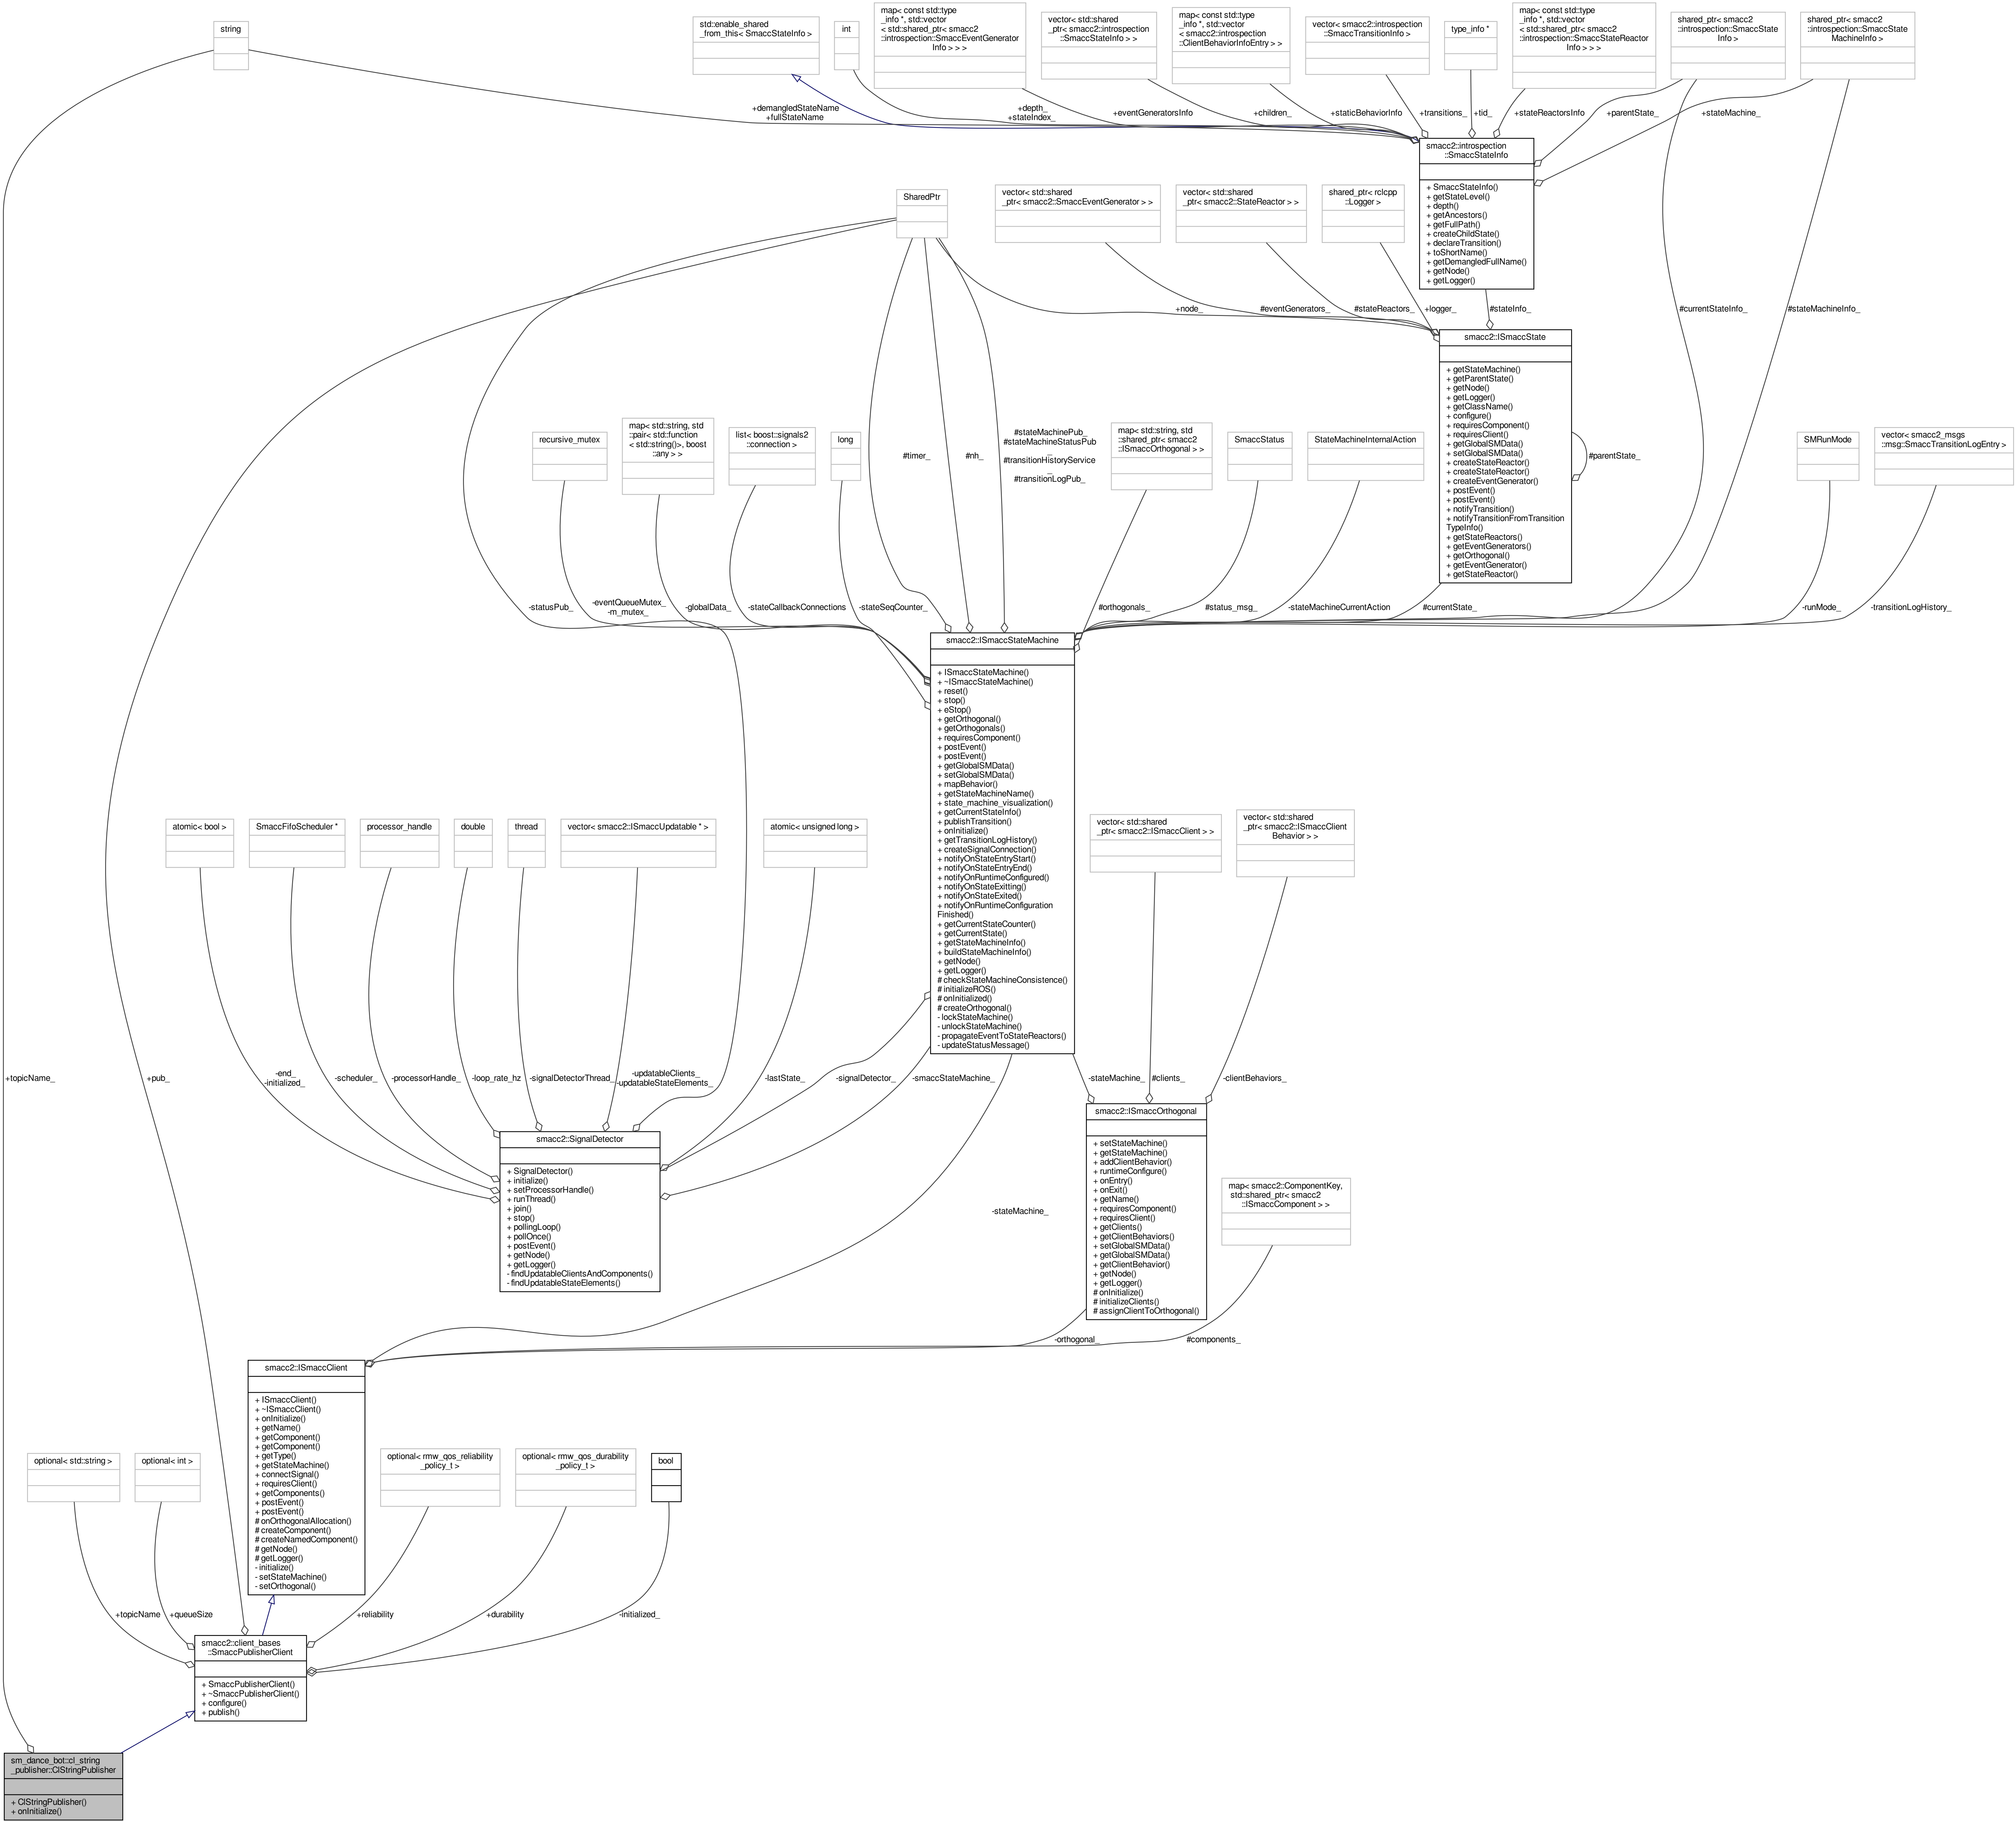 string
std::enable_shared
_from_this< SmaccStateInfo >
int
map< const std::type
_info *, std::vector
< std::shared_ptr< smacc2
::introspection::SmaccEventGenerator
Info > > >
vector< std::shared
_ptr< smacc2::introspection
::SmaccStateInfo > >
map< const std::type
_info *, std::vector
< smacc2::introspection
::ClientBehaviorInfoEntry > >
vector< smacc2::introspection
::SmaccTransitionInfo >
type_info *
map< const std::type
_info *, std::vector
< std::shared_ptr< smacc2
::introspection::SmaccStateReactor
Info > > >
shared_ptr< smacc2
::introspection::SmaccState
Info >
shared_ptr< smacc2
::introspection::SmaccState
MachineInfo >
+demangledStateName
+fullStateName
+depth_
+stateIndex_
+eventGeneratorsInfo
+children_
+staticBehaviorInfo
+transitions_
+tid_
+stateReactorsInfo
+parentState_
+stateMachine_
smacc2::introspection
::SmaccStateInfo
+ SmaccStateInfo()
+ getStateLevel()
+ depth()
+ getAncestors()
+ getFullPath()
+ createChildState()
+ declareTransition()
+ toShortName()
+ getDemangledFullName()
+ getNode()
+ getLogger()
SharedPtr
vector< std::shared
_ptr< smacc2::SmaccEventGenerator > >
vector< std::shared
_ptr< smacc2::StateReactor > >
shared_ptr< rclcpp
::Logger >
+node_
#eventGenerators_
#stateReactors_
+logger_
#stateInfo_
#currentStateInfo_
#stateMachineInfo_
smacc2::ISmaccState
+ getStateMachine()
+ getParentState()
+ getNode()
+ getLogger()
+ getClassName()
+ configure()
+ requiresComponent()
+ requiresClient()
+ getGlobalSMData()
+ setGlobalSMData()
+ createStateReactor()
+ createStateReactor()
+ createEventGenerator()
+ postEvent()
+ postEvent()
+ notifyTransition()
+ notifyTransitionFromTransition
TypeInfo()
+ getStateReactors()
+ getEventGenerators()
+ getOrthogonal()
+ getEventGenerator()
+ getStateReactor()
#parentState_
recursive_mutex
map< std::string, std
::pair< std::function
< std::string()>, boost
::any > >
list< boost::signals2
::connection >
long
#timer_
#nh_
#stateMachinePub_
#stateMachineStatusPub
_
#transitionHistoryService
_
#transitionLogPub_
map< std::string, std
::shared_ptr< smacc2
::ISmaccOrthogonal > >
SmaccStatus
StateMachineInternalAction
SMRunMode
vector< smacc2_msgs
::msg::SmaccTransitionLogEntry >
-statusPub_
-eventQueueMutex_
-m_mutex_
-globalData_
-stateCallbackConnections
-stateSeqCounter_
#orthogonals_
#status_msg_
-stateMachineCurrentAction
#currentState_
-runMode_
-transitionLogHistory_
smacc2::ISmaccStateMachine
+ ISmaccStateMachine()
+ ~ISmaccStateMachine()
+ reset()
+ stop()
+ eStop()
+ getOrthogonal()
+ getOrthogonals()
+ requiresComponent()
+ postEvent()
+ postEvent()
+ getGlobalSMData()
+ setGlobalSMData()
+ mapBehavior()
+ getStateMachineName()
+ state_machine_visualization()
+ getCurrentStateInfo()
+ publishTransition()
+ onInitialize()
+ getTransitionLogHistory()
+ createSignalConnection()
+ notifyOnStateEntryStart()
+ notifyOnStateEntryEnd()
+ notifyOnRuntimeConfigured()
+ notifyOnStateExitting()
+ notifyOnStateExited()
+ notifyOnRuntimeConfiguration
Finished()
+ getCurrentStateCounter()
+ getCurrentState()
+ getStateMachineInfo()
+ buildStateMachineInfo()
+ getNode()
+ getLogger()
# checkStateMachineConsistence()
# initializeROS()
# onInitialized()
# createOrthogonal()
- lockStateMachine()
- unlockStateMachine()
- propagateEventToStateReactors()
- updateStatusMessage()
atomic< bool >
SmaccFifoScheduler *
processor_handle
double
thread
vector< smacc2::ISmaccUpdatable * >
atomic< unsigned long >
vector< std::shared
_ptr< smacc2::ISmaccClient > >
vector< std::shared
_ptr< smacc2::ISmaccClient
Behavior > >
+topicName_
+pub_
-end_
-initialized_
-scheduler_
-processorHandle_
-loop_rate_hz
-signalDetectorThread_
-updatableClients_
-updatableStateElements_
-lastState_
-signalDetector_
-smaccStateMachine_
-stateMachine_
#clients_
-clientBehaviors_
smacc2::SignalDetector
+ SignalDetector()
+ initialize()
+ setProcessorHandle()
+ runThread()
+ join()
+ stop()
+ pollingLoop()
+ pollOnce()
+ postEvent()
+ getNode()
+ getLogger()
- findUpdatableClientsAndComponents()
- findUpdatableStateElements()
smacc2::ISmaccOrthogonal
+ setStateMachine()
+ getStateMachine()
+ addClientBehavior()
+ runtimeConfigure()
+ onEntry()
+ onExit()
+ getName()
+ requiresComponent()
+ requiresClient()
+ getClients()
+ getClientBehaviors()
+ setGlobalSMData()
+ getGlobalSMData()
+ getClientBehavior()
+ getNode()
+ getLogger()
# onInitialize()
# initializeClients()
# assignClientToOrthogonal()
map< smacc2::ComponentKey,
std::shared_ptr< smacc2
::ISmaccComponent > >
-stateMachine_
-orthogonal_
#components_
smacc2::ISmaccClient
+ ISmaccClient()
+ ~ISmaccClient()
+ onInitialize()
+ getName()
+ getComponent()
+ getComponent()
+ getType()
+ getStateMachine()
+ connectSignal()
+ requiresClient()
+ getComponents()
+ postEvent()
+ postEvent()
# onOrthogonalAllocation()
# createComponent()
# createNamedComponent()
# getNode()
# getLogger()
- initialize()
- setStateMachine()
- setOrthogonal()
optional< std::string >
optional< int >
optional< rmw_qos_reliability
_policy_t >
optional< rmw_qos_durability
_policy_t >
bool
+topicName
+queueSize
+reliability
+durability
-initialized_
smacc2::client_bases
::SmaccPublisherClient
+ SmaccPublisherClient()
+ ~SmaccPublisherClient()
+ configure()
+ publish()
sm_dance_bot::cl_string
_publisher::ClStringPublisher
+ ClStringPublisher()
+ onInitialize()